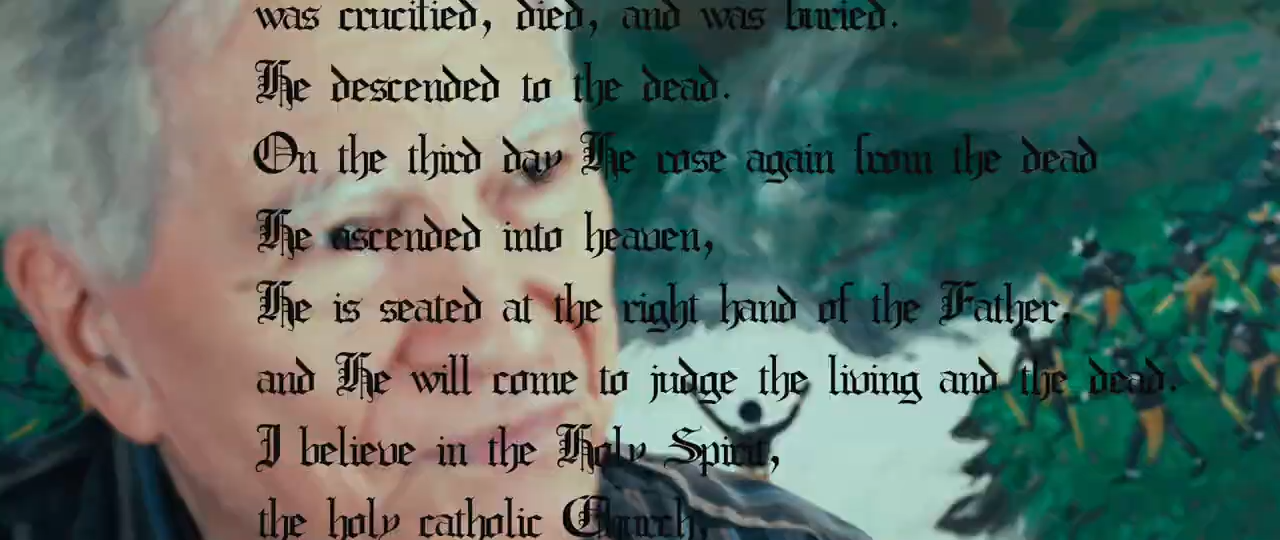 was crucified, died, and was buried.
He descended to the dead.
On the third day He rose again from the dead
He ascended into heaven,
He is seated at the right hand of the Father,
and He will come to judge the living and the dead.
I believe in the Holy Spirit,
the holy catholic Church,